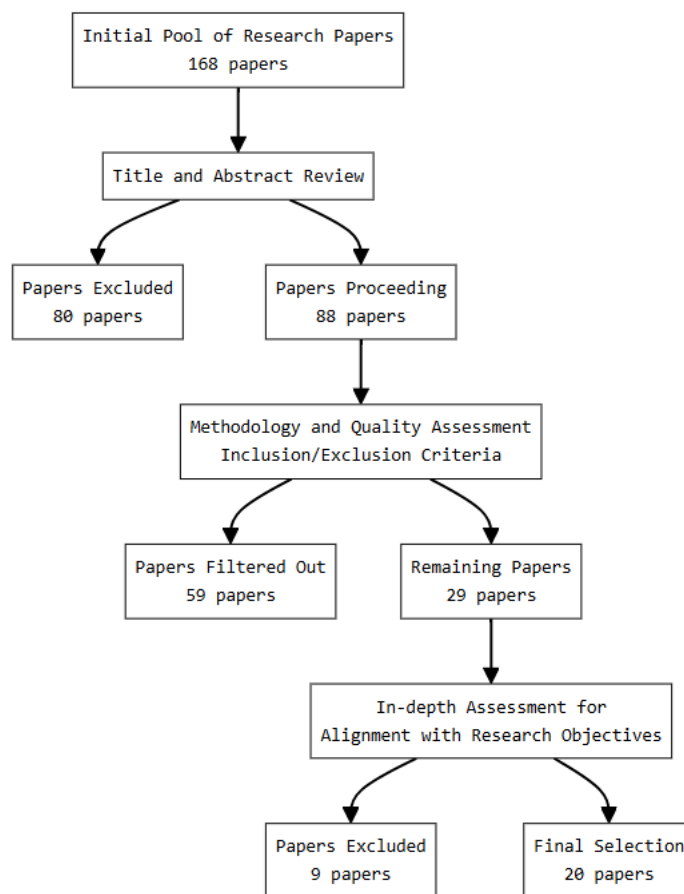 Initial Pool of Research Papers
168 papers
Title and Abstract Review
Papers Excluded
80 papers
Papers Proceeding
88 papers
Methodology and Quality Assessment
Inclusion/Exclusion Criteria
Papers Filtered Out
59 papers
Remaining Papers
29 papers
In-depth Assessment for
Alignment with Research Objectives
Papers Excluded
9 papers
Final Selection
20 papers